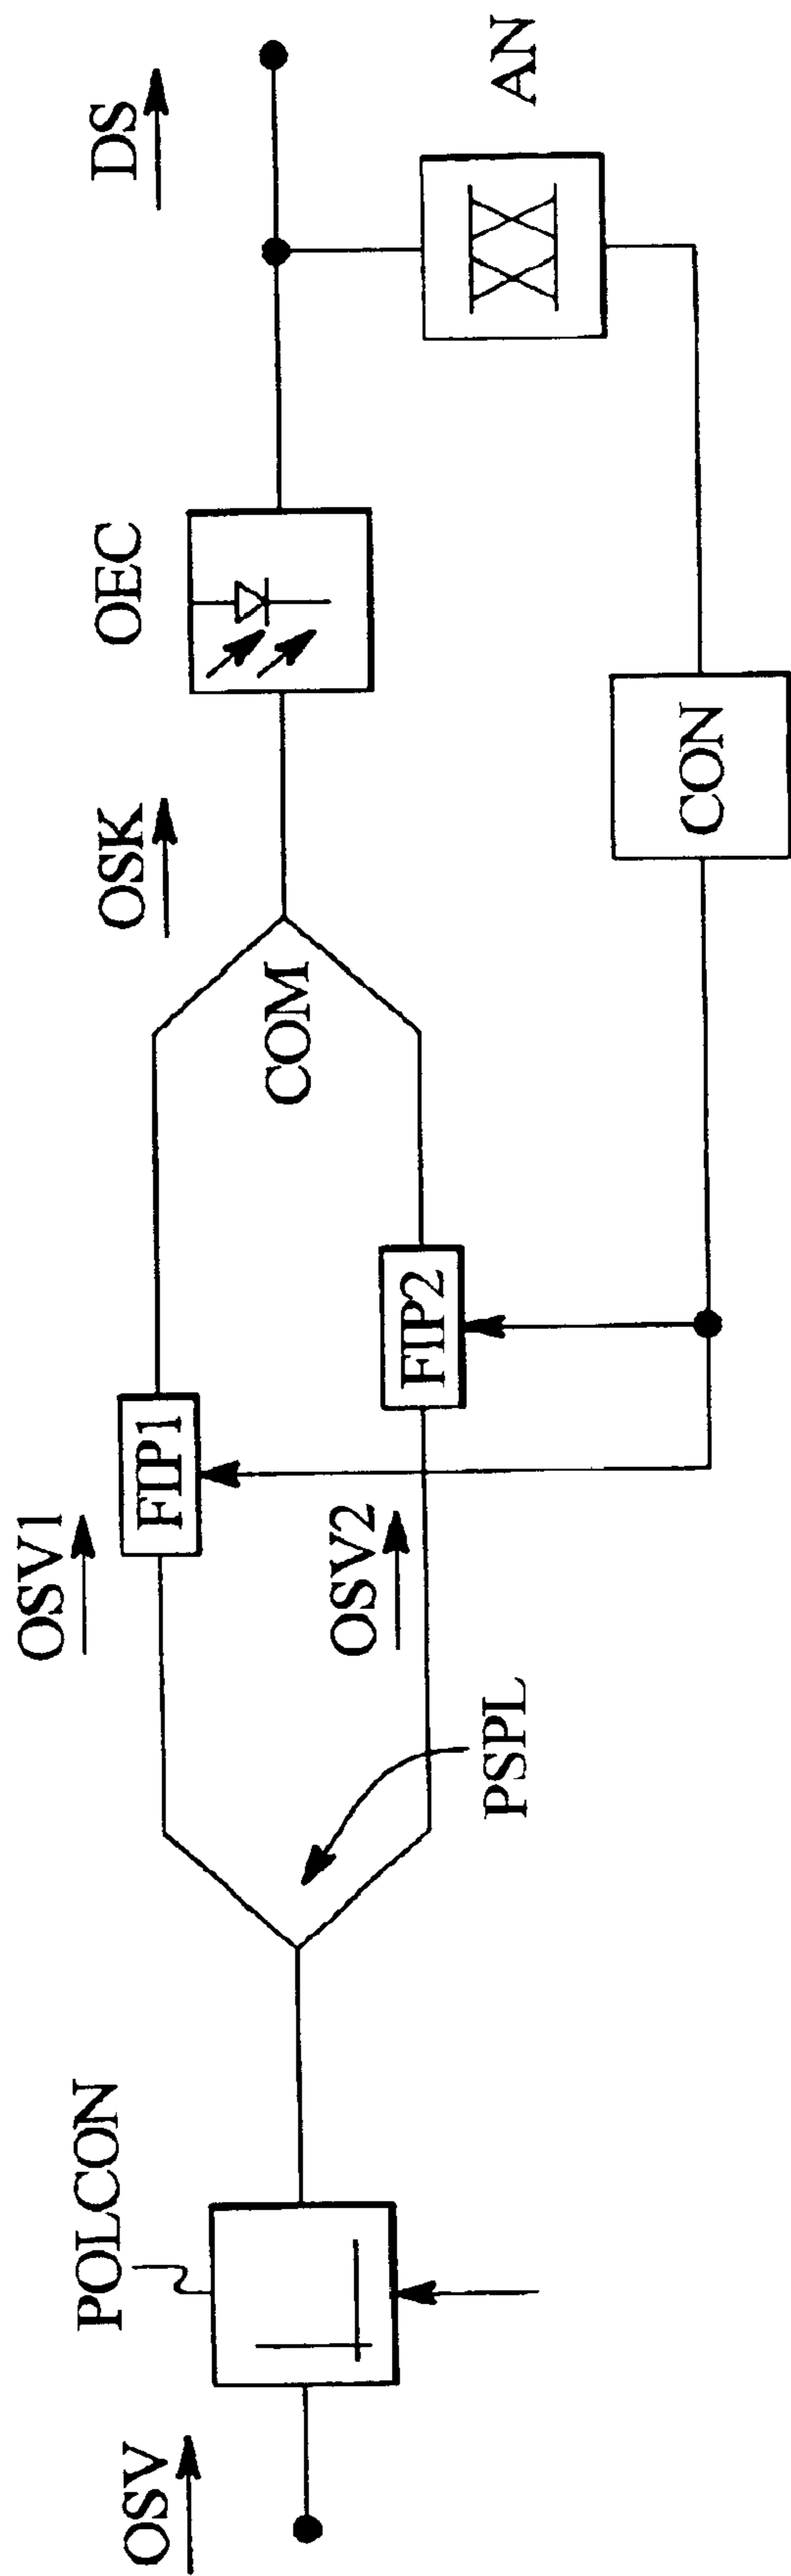 OSV
POLCON
PSPL
OSV1
OSV2
FIP1
FIP2
COM
OSK
OEC
CON
DS
AN